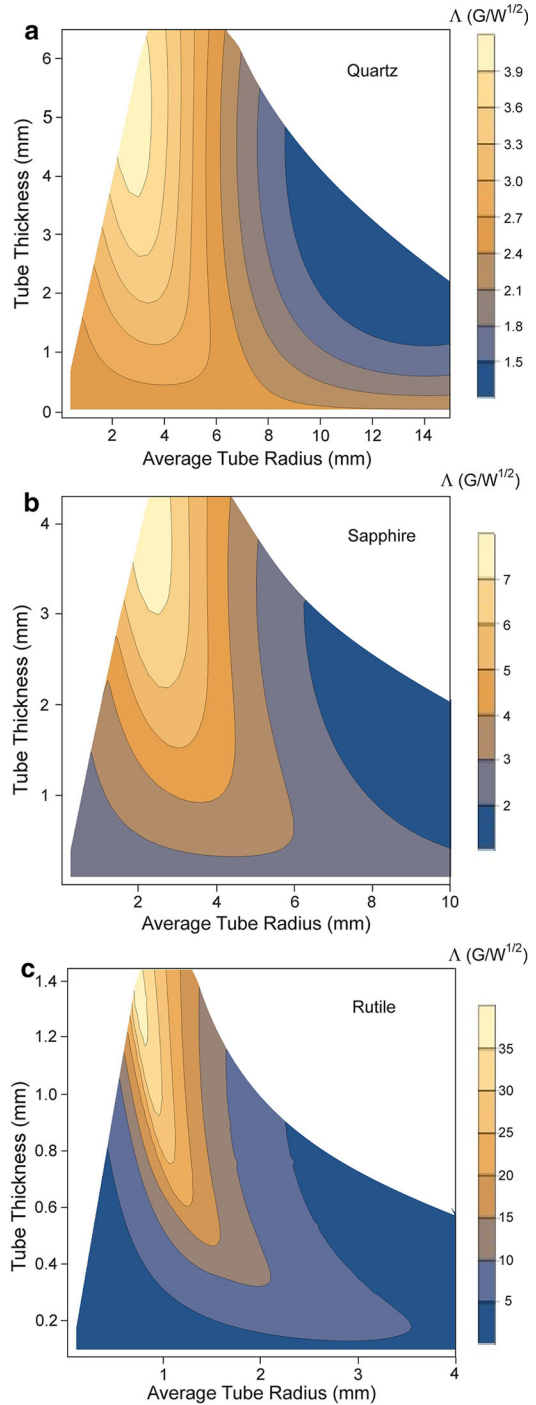 a
Λ (G/W1/2)
Quartz
6
5
4
3
2
1
0
Tube Thickness (mm)
2 4 6 8 10 12 14
Average Tube Radius (mm)
3.9
3.6
3.3
3.0
2.7
2.4
2.1
1.8
1.5
b
Λ (G/W1/2)
Sapphire
4
3
2
1
Tube Thickness (mm)
2 4 6 8 10
Average Tube Radius (mm)
7
6
5
4
3
2
c
Λ (G/W1/2)
Rutile
1.4
1.2
1.0
0.8
0.6
0.4
0.2
Tube Thickness (mm)
1 2 3 4
Average Tube Radius (mm)
35
30
25
20
15
10
5